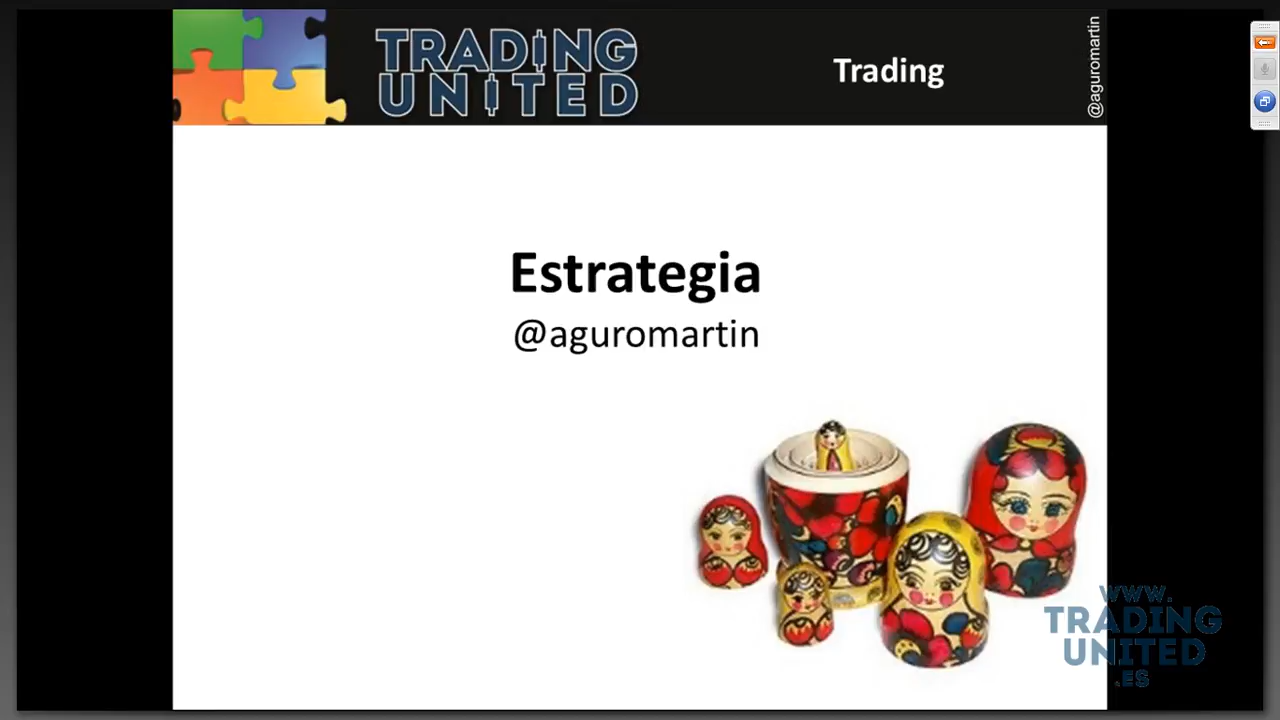 TRADING
UNITED
Trading
@aguromartin
Estrategia
@aguromartin
www.
TRADING
UNITED
.ES